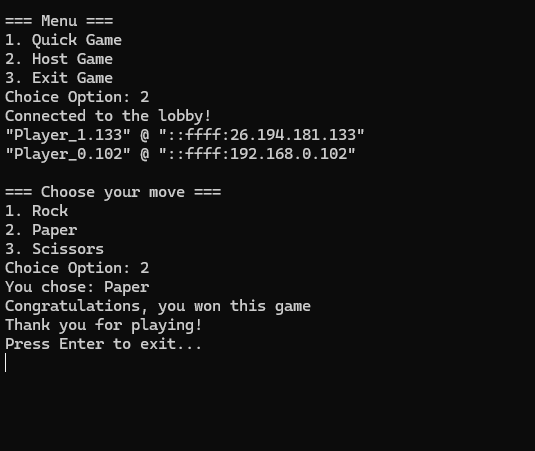 === Menu ===
1. Quick Game
2. Host Game
3. Exit Game
Choice Option: 2
Connected to the lobby!
"Player_1.133" @ "::ffff:26.194.181.133"
"Player_0.102" @ "::ffff:192.168.0.102"
=== Choose your move ===
1. Rock
2. Paper
3. Scissors
Choice Option: 2
You chose: Paper
Congratulations, you won this game
Thank you for playing!
Press Enter to exit...